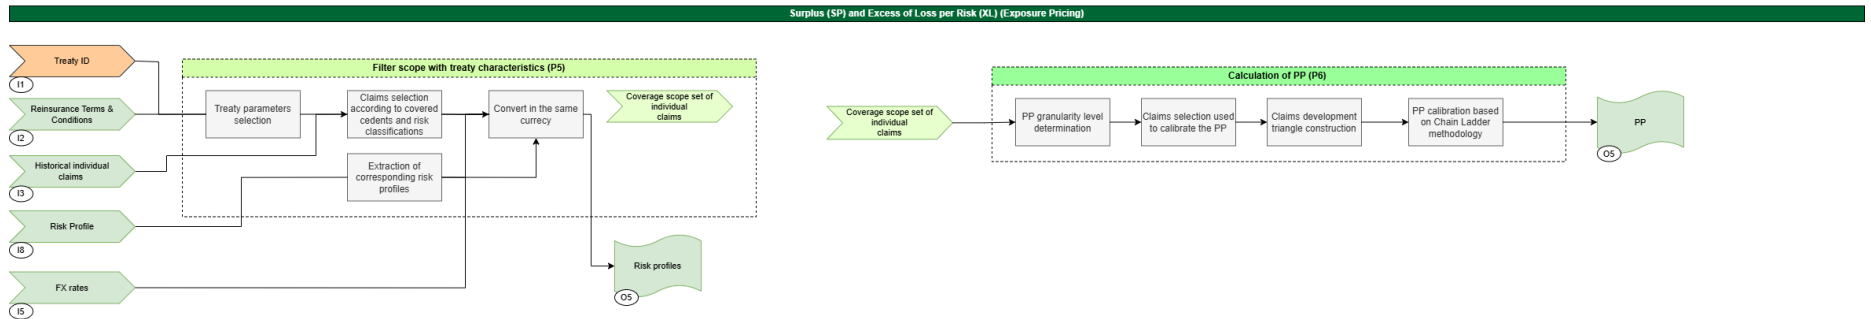 Surplus (SP) and Excess of Loss per Risk (XL) (Exposure Pricing)
Treaty ID
I1
Reinsurance Terms &
Conditions
I2
Historical individual
claims
I3
Risk Profile
I8
FX rates
I5
Filter scope with treaty characteristics (P5)
Treaty parameters
selection
Claims selection
according to covered
cedents and risk
classifications
Extraction of
corresponding risk
profiles
Convert in the same
currecy
Coverage scope set of
individual
claims
Risk profiles
O5
Coverage scope set of
individual
claims
Calculation of PP (P6)
PP granularity level
determination
Claims selection used
to calibrate the PP
Claims development
triangle construction
PP calibration based
on Chain Ladder
methodology
PP
O5